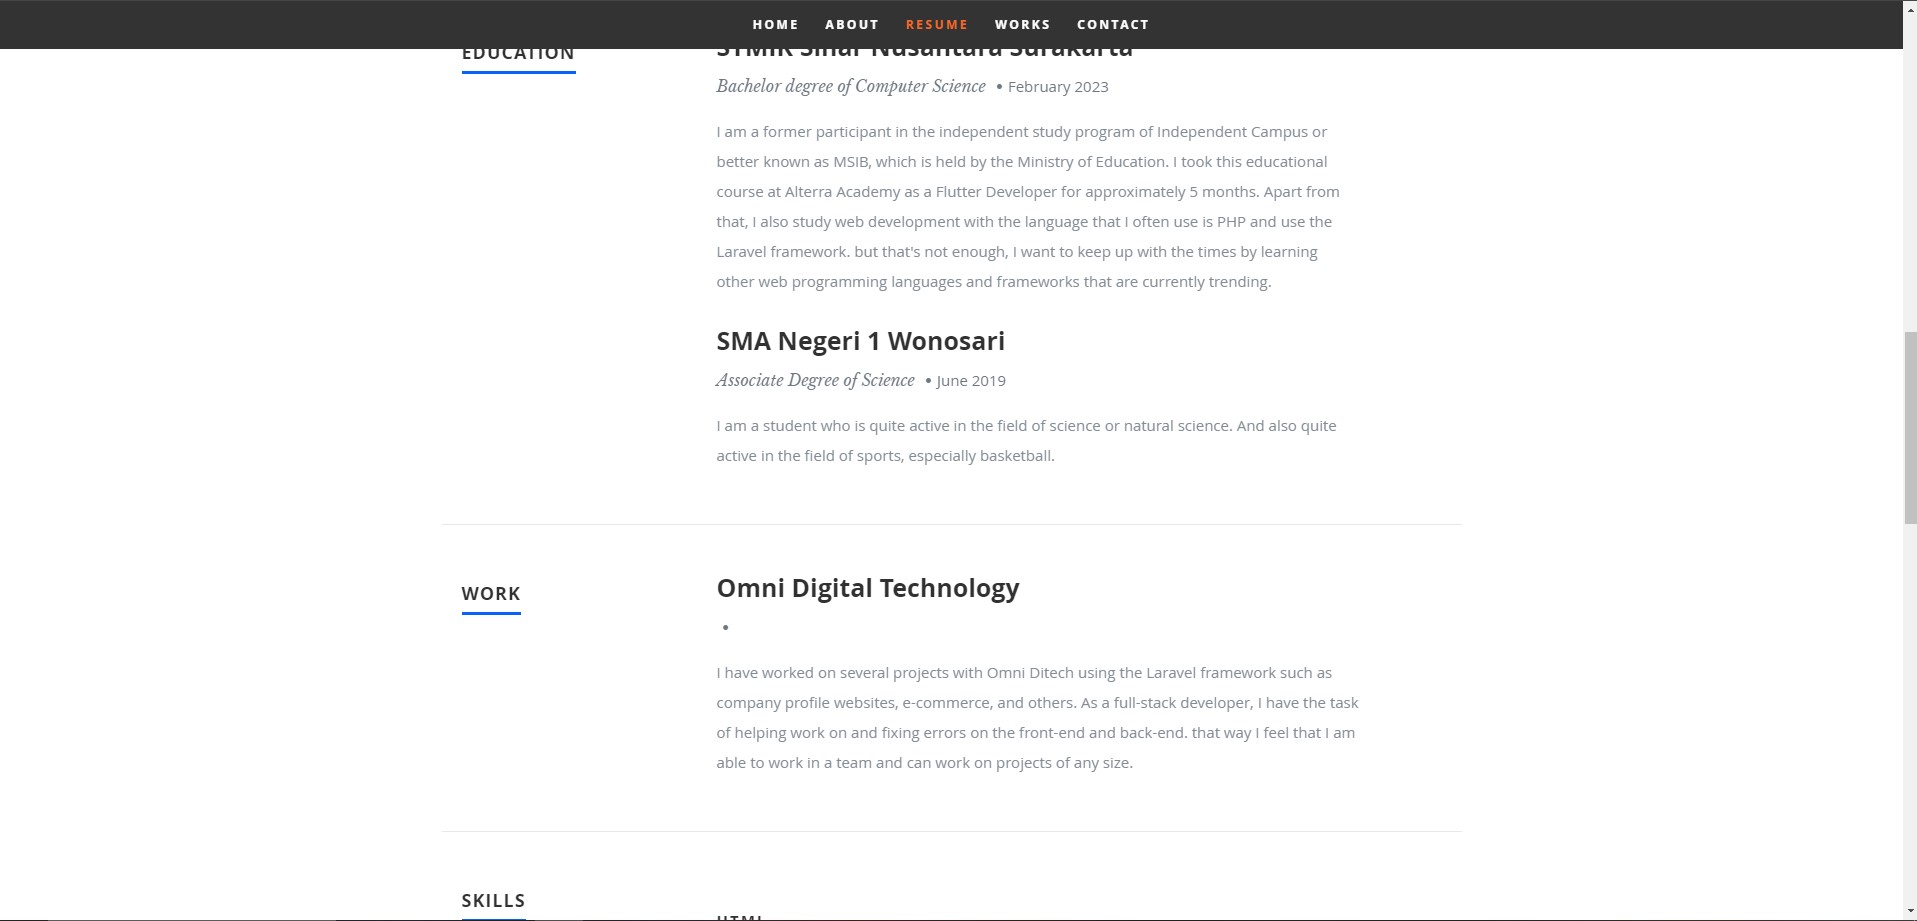 HOME ABOUT RESUME WORKS CONTACT
EDUCATION
STMIK Sinar Nusantara Surakarta
Bachelor degree of Computer Science • February 2023
I am a former participant in the independent study program of Independent Campus or
better known as MSIB, which is held by the Ministry of Education. I took this educational
course at Alterra Academy as a Flutter Developer for approximately 5 months. Apart from
that, I also study web development with the language that I often use is PHP and use the
Laravel framework. but that's not enough, I want to keep up with the times by learning
other web programming languages and frameworks that are currently trending.
SMA Negeri 1 Wonosari
Associate Degree of Science • June 2019
I am a student who is quite active in the field of science or natural science. And also quite
active in the field of sports, especially basketball.
WORK
Omni Digital Technology
•
I have worked on several projects with Omni Ditech using the Laravel framework such as
company profile websites, e-commerce, and others. As a full-stack developer, I have the task
of helping work on and fixing errors on the front-end and back-end. that way I feel that I am
able to work in a team and can work on projects of any size.
SKILLS
HTML